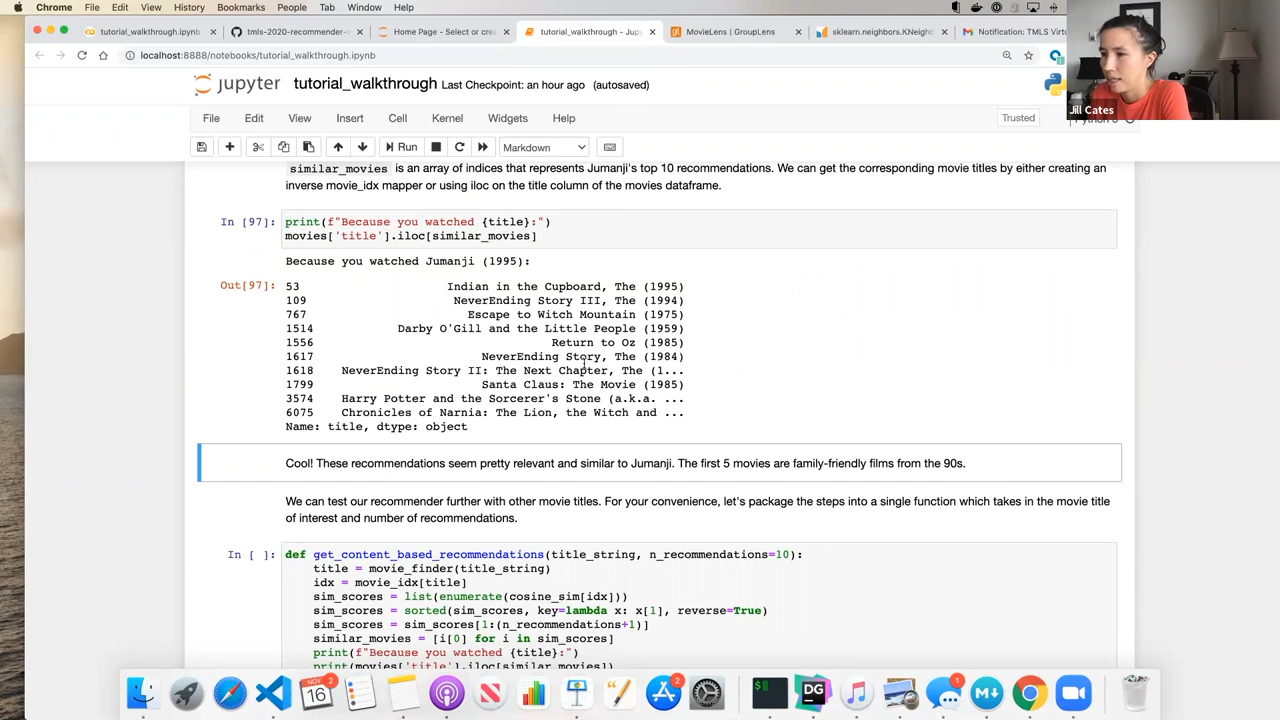 Chrome File Edit View History Bookmarks People Tab Window Help
tutorial_walkthrough.ipynb
tmls-2020-recommender-
Home Page - Select or crea
tutorial_walkthrough - Jup
MovieLens | GroupLens
sklearn.neighbors.KNeighbor
Notification: TMLS Virtu
localhost:8888/notebooks/tutorial_walkthrough.ipynb
Jill Cates
jupyter tutorial_walkthrough Last Checkpoint: an hour ago (autosaved)
File Edit View Insert Cell Kernel Widgets Help Trusted
Run Markdown
similar_movies is an array of indices that represents Jumanji's top 10 recommendations. We can get the corresponding movie titles by either creating an
inverse movie_idx mapper or using iloc on the title column of the movies dataframe.
In [97]: print(f"Because you watched {title}:")
movies['title'].iloc[similar_movies]
Because you watched Jumanji (1995):
Out[97]: 53 Indian in the Cupboard, The (1995)
109 NeverEnding Story III, The (1994)
767 Escape to Witch Mountain (1975)
1514 Darby O'Gill and the Little People (1959)
1556 Return to Oz (1985)
1617 NeverEnding Story, The (1984)
1618 NeverEnding Story II: The Next Chapter, The (1...
1799 Santa Claus: The Movie (1985)
3574 Harry Potter and the Sorcerer's Stone (a.k.a. ...
6075 Chronicles of Narnia: The Lion, the Witch and ...
Name: title, dtype: object
Cool! These recommendations seem pretty relevant and similar to Jumanji. The first 5 movies are family-friendly films from the 90s.
We can test our recommender further with other movie titles. For your convenience, let's package the steps into a single function which takes in the movie title
of interest and number of recommendations.
In [ ]: def get_content_based_recommendations(title_string, n_recommendations=10):
title = movie_finder(title_string)
idx = movie_idx[title]
sim_scores = list(enumerate(cosine_sim[idx]))
sim_scores = sorted(sim_scores, key=lambda x: x[1], reverse=True)
sim_scores = sim_scores[1:(n_recommendations+1)]
similar_movies = [i[0] for i in sim_scores]
print(f"Because you watched {title}:")
print(movies['title'].iloc[similar_movies])
NOV
16
2
2
DG
1